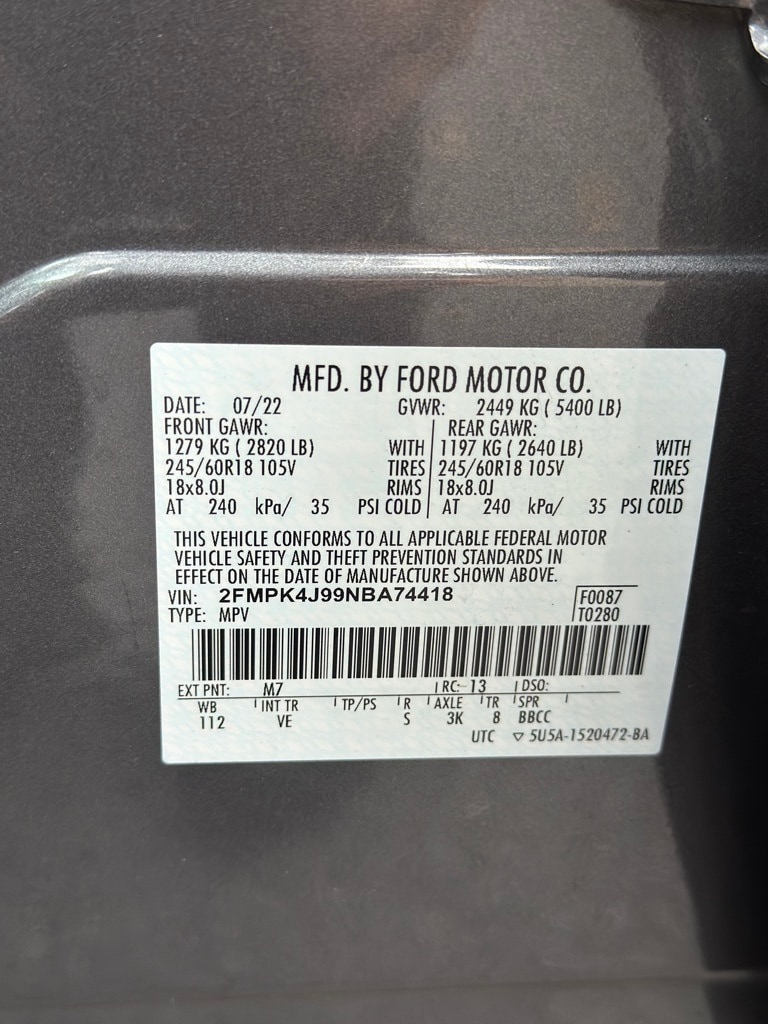 MFD. BY FORD MOTOR CO.
DATE: 07/22 GVWR: 2449 KG ( 5400 LB)
FRONT GAWR: REAR GAWR:
1279 KG ( 2820 LB) WITH 1197 KG ( 2640 LB) WITH
245/60R18 105V TIRES 245/60R18 105V TIRES
18x8.0J RIMS 18x8.0J RIMS
AT 240 kPa/ 35 PSI COLD AT 240 kPa/ 35 PSI COLD
THIS VEHICLE CONFORMS TO ALL APPLICABLE FEDERAL MOTOR
VEHICLE SAFETY AND THEFT PREVENTION STANDARDS IN
EFFECT ON THE DATE OF MANUFACTURE SHOWN ABOVE.
VIN: 2FMPK4J99NBA74418 F0087
TYPE: MPV T0280
EXT PNT: M7 RC: 13 DSO:
WB INT TR TP/PS R AXLE TR SPR
112 VE S 3K 8 BBCC
UTC ▽ 5U5A-1520472-BA